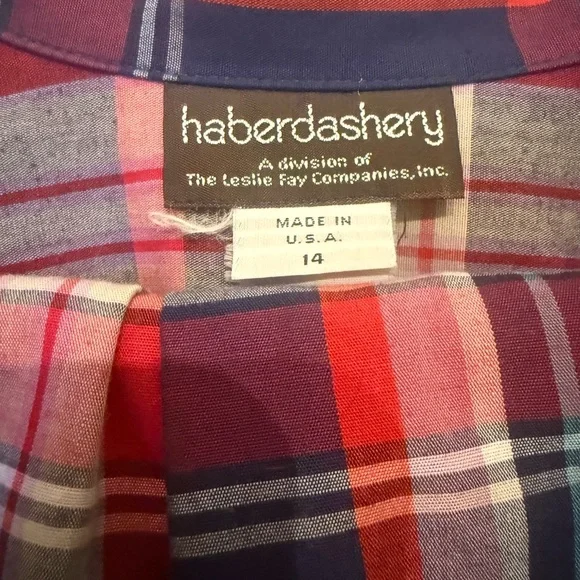 haberdashery
A division of
The Leslie Fay Companies, Inc.
MADE IN
U.S.A.
14